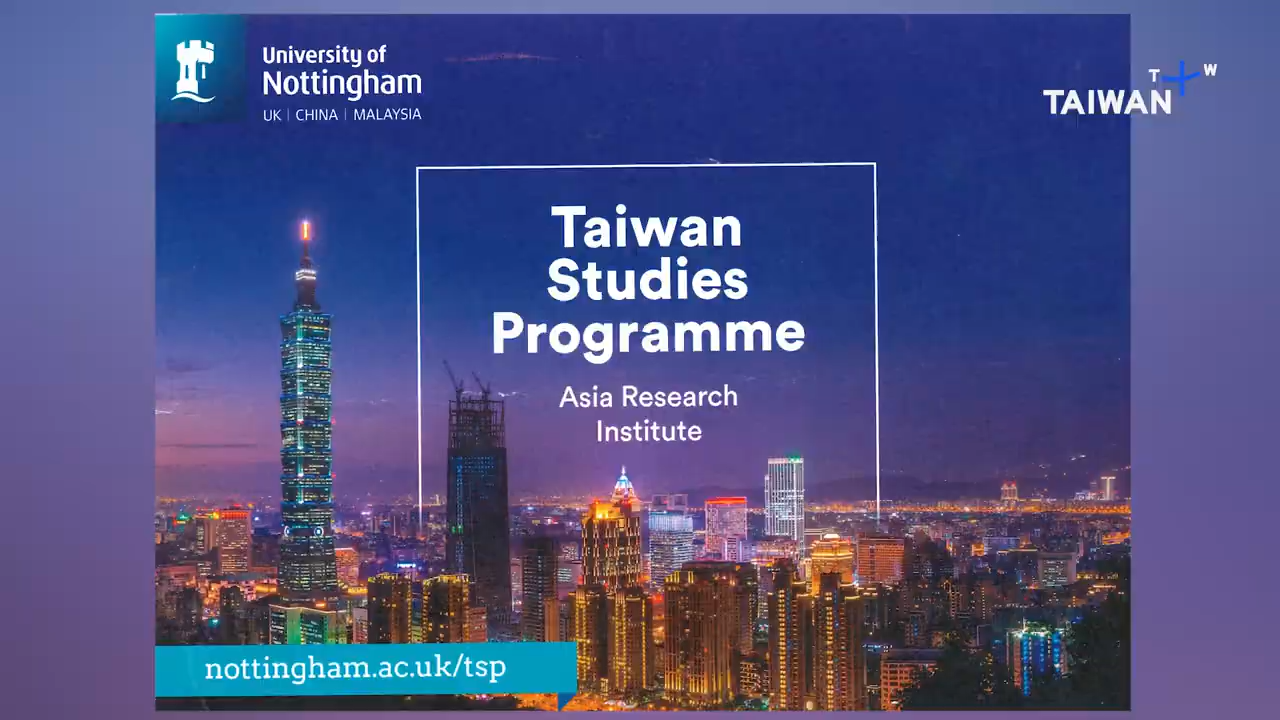 University of
Nottingham
UK | CHINA | MALAYSIA
T+W
TAIWAN
Taiwan
Studies
Programme
Asia Research
Institute
nottingham.ac.uk/tsp